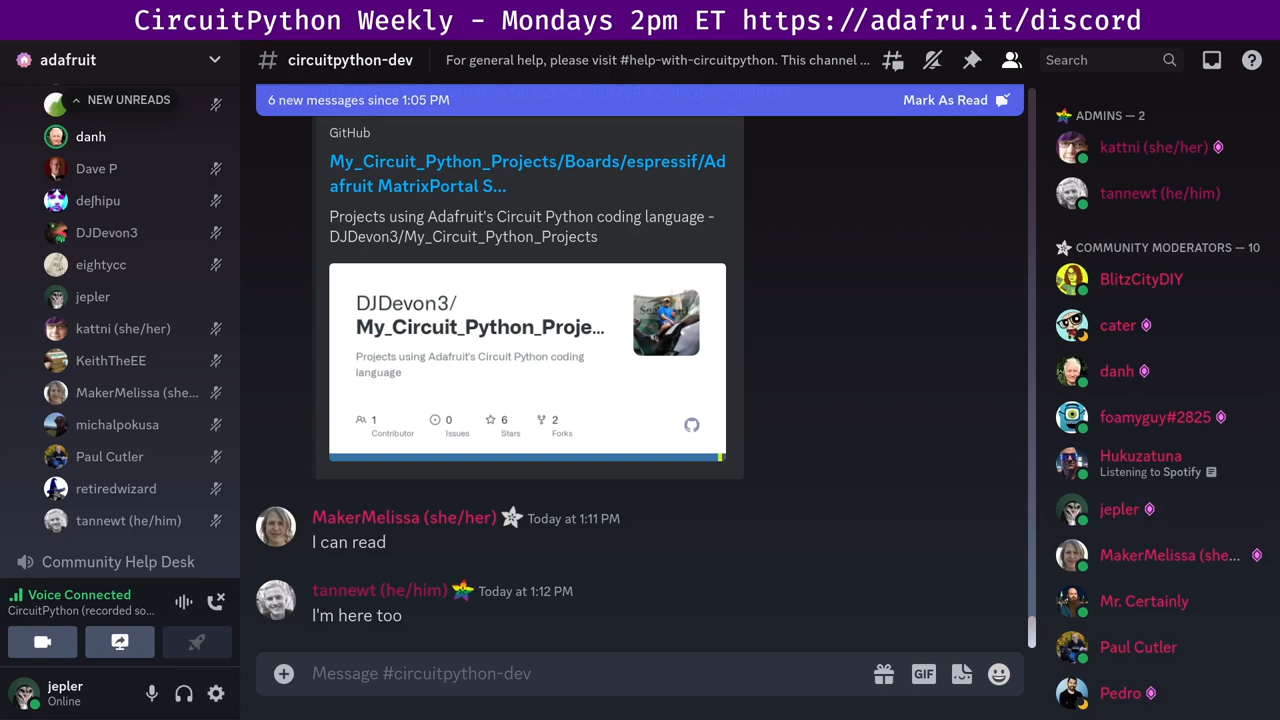 CircuitPython Weekly - Mondays 2pm ET https://adafru.it/discord
adafruit
NEW UNREADS
danh
Dave P
deʃhipu
DJDevon3
eightycc
jepler
kattni (she/her)
KeithTheEE
MakerMelissa (she...
michalpokusa
Paul Cutler
retiredwizard
tannewt (he/him)
Community Help Desk
Voice Connected
CircuitPython (recorded so...
jepler
Online
circuitpython-dev
For general help, please visit #help-with-circuitpython. This channel ...
Search
6 new messages since 1:05 PM
Mark As Read
GitHub
My_Circuit_Python_Projects/Boards/espressif/Ad
afruit MatrixPortal S...
Projects using Adafruit's Circuit Python coding language -
DJDevon3/My_Circuit_Python_Projects
DJDevon3/
My_Circuit_Python_Proje...
Projects using Adafruit's Circuit Python coding
language
1
Contributor
0
Issues
6
Stars
2
Forks
MakerMelissa (she/her) Today at 1:11 PM
I can read
tannewt (he/him) Today at 1:12 PM
I'm here too
Message #circuitpython-dev
GIF
ADMINS — 2
kattni (she/her)
tannewt (he/him)
COMMUNITY MODERATORS — 10
BlitzCityDIY
cater
danh
foamyguy#2825
Hukuzatuna
Listening to Spotify
jepler
MakerMelissa (she...
Mr. Certainly
Paul Cutler
Pedro